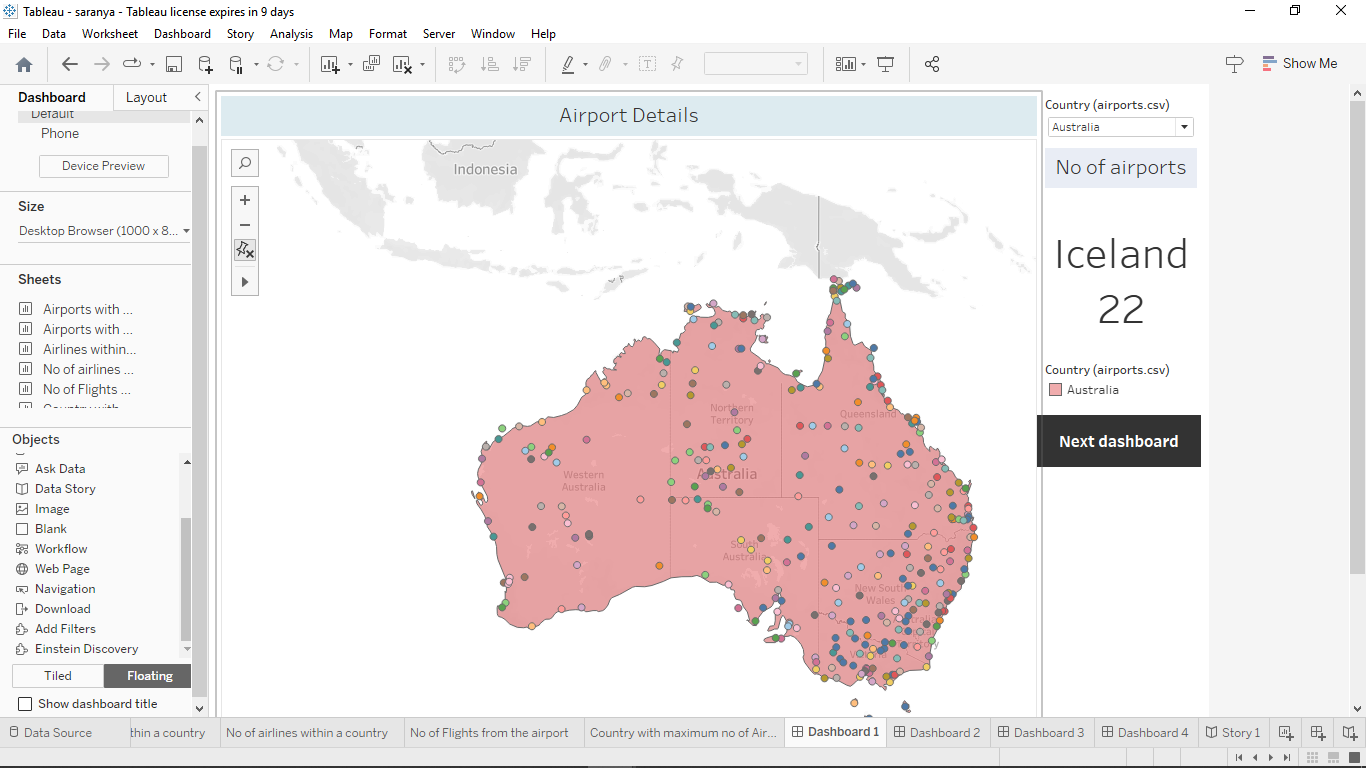 Tableau - saranya - Tableau license expires in 9 days
File Data Worksheet Dashboard Story Analysis Map Format Server Window Help
Show Me
Dashboard Layout
Default
Phone
Device Preview
Size
Desktop Browser (1000 x 8...
Sheets
Airports with ...
Airports with ...
Airlines within...
No of airlines ...
No of Flights ...
Country with
Objects
Ask Data
Data Story
Image
Blank
Workflow
Web Page
Navigation
Download
Add Filters
Einstein Discovery
Tiled Floating
Show dashboard title
Airport Details
Indonesia
Northern
Territory
Queensland
Western
Australia
Australia
South
Australia
New South
Wales
Country (airports.csv)
Australia
No of airports
Iceland
22
Country (airports.csv)
Australia
Next dashboard
Data Source thin a country No of airlines within a country No of Flights from the airport Country with maximum no of Air... Dashboard 1 Dashboard 2 Dashboard 3 Dashboard 4 Story 1